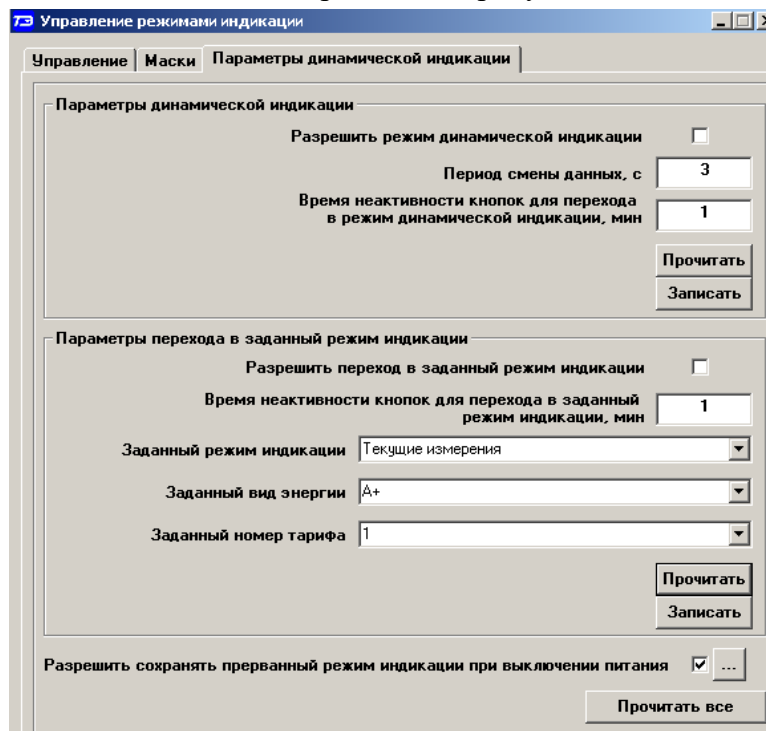 ТЭ Управление режимами индикации
Управление Маски Параметры динамической индикации
Параметры динамической индикации
Разрешить режим динамической индикации
Период смены данных, с 3
Время неактивности кнопок для перехода
в режим динамической индикации, мин 1
Прочитать
Записать
Параметры перехода в заданный режим индикации
Разрешить переход в заданный режим индикации
Время неактивности кнопок для перехода в заданный
режим индикации, мин 1
Заданный режим индикации Текущие измерения
Заданный вид энергии А+
Заданный номер тарифа 1
Прочитать
Записать
Разрешить сохранять прерванный режим индикации при выключении питания ...
Прочитать все